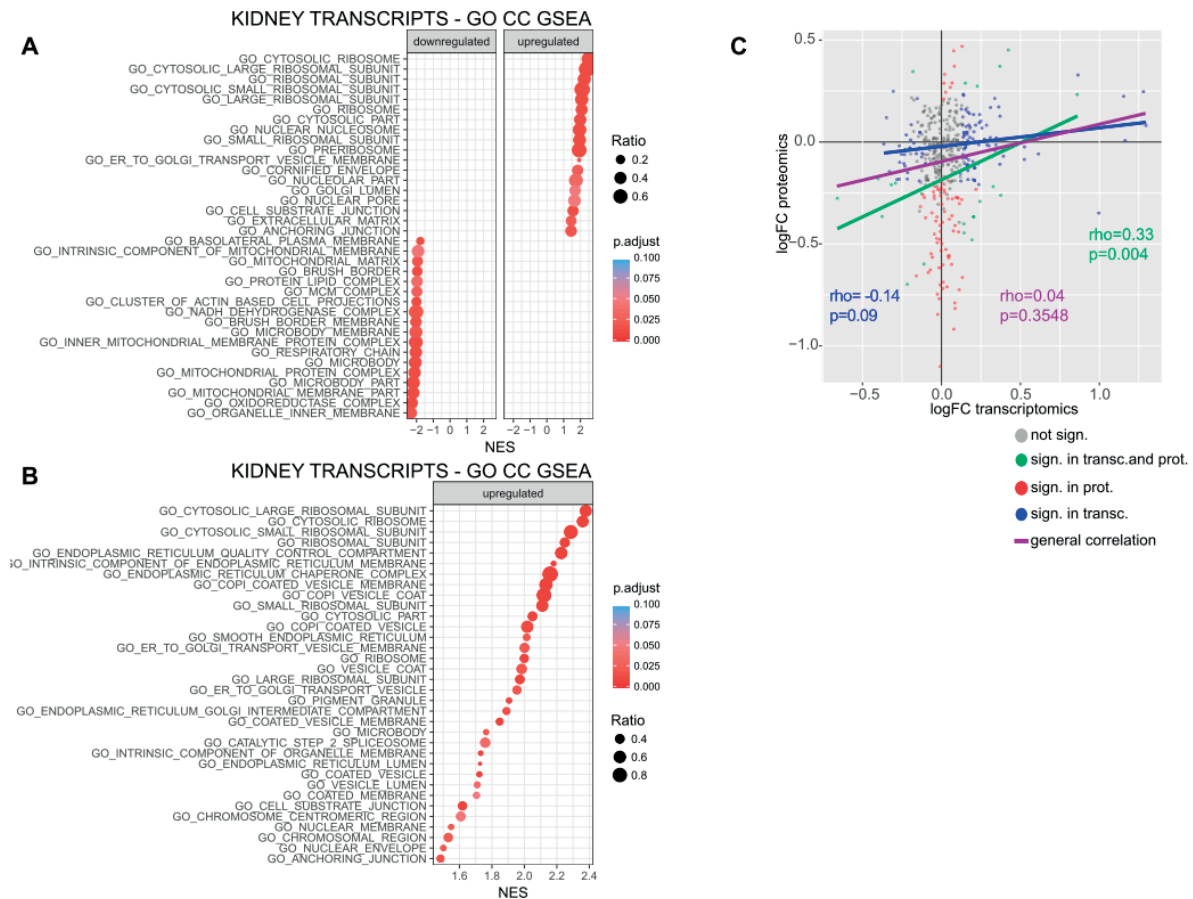 KIDNEY TRANSCRIPTS - GO CC GSEA
A
downregulated
upregulated
GO_CYTOSOLIC_RIBOSOME
GO_CYTOSOLIC_LARGE_RIBOSOMAL_SUBUNIT
GO_RIBOSOMAL_SUBUNIT
GO_CYTOSOLIC_SMALL_RIBOSOMAL_SUBUNIT
GO_LARGE_RIBOSOMAL_SUBUNIT
GO_RIBOSOME
GO_CYTOSOLIC_PART
GO_NUCLEAR_NUCLEOSOME
GO_SMALL_RIBOSOMAL_SUBUNIT
GO_PRERIBOSOME
GO_ER_TO_GOLGI_TRANSPORT_VESICLE_MEMBRANE
GO_CORNIFIED_ENVELOPE
GO_NUCLEOLAR_PART
GO_GOLGI_LUMEN
GO_NUCLEAR_PORE
GO_CELL_SUBSTRATE_JUNCTION
GO_EXTRACELLULAR_MATRIX
GO_ANCHORING_JUNCTION
GO_BASOLATERAL_PLASMA_MEMBRANE
GO_INTRINSIC_COMPONENT_OF_MITOCHONDRIAL_MEMBRANE
GO_MITOCHONDRIAL_MATRIX
GO_BRUSH_BORDER
GO_PROTEIN_LIPID_COMPLEX
GO_MCM_COMPLEX
GO_CLUSTER_OF_ACTIN_BASED_CELL_PROJECTIONS
GO_NADH_DEHYDROGENASE_COMPLEX
GO_BRUSH_BORDER_MEMBRANE
GO_MICROBODY_MEMBRANE
GO_INNER_MITOCHONDRIAL_MEMBRANE_PROTEIN_COMPLEX
GO_RESPIRATORY_CHAIN
GO_MICROBODY
GO_MITOCHONDRIAL_PROTEIN_COMPLEX
GO_MICROBODY_PART
GO_MITOCHONDRIAL_MEMBRANE_PART
GO_OXIDOREDUCTASE_COMPLEX
GO_ORGANELLE_INNER_MEMBRANE
−2 −1 0 1 2 −2 −1 0 1 2
NES
Ratio
0.2
0.4
0.6
p.adjust
0.100
0.075
0.050
0.025
0.000
KIDNEY TRANSCRIPTS - GO CC GSEA
B
upregulated
GO_CYTOSOLIC_LARGE_RIBOSOMAL_SUBUNIT
GO_CYTOSOLIC_RIBOSOME
GO_CYTOSOLIC_SMALL_RIBOSOMAL_SUBUNIT
GO_RIBOSOMAL_SUBUNIT
GO_ENDOPLASMIC_RETICULUM_QUALITY_CONTROL_COMPARTMENT
GO_INTRINSIC_COMPONENT_OF_ENDOPLASMIC_RETICULUM_MEMBRANE
GO_ENDOPLASMIC_RETICULUM_CHAPERONE_COMPLEX
GO_COPI_COATED_VESICLE_MEMBRANE
GO_COPI_VESICLE_COAT
GO_SMALL_RIBOSOMAL_SUBUNIT
GO_CYTOSOLIC_PART
GO_COPI_COATED_VESICLE
GO_SMOOTH_ENDOPLASMIC_RETICULUM
GO_ER_TO_GOLGI_TRANSPORT_VESICLE_MEMBRANE
GO_RIBOSOME
GO_VESICLE_COAT
GO_LARGE_RIBOSOMAL_SUBUNIT
GO_ER_TO_GOLGI_TRANSPORT_VESICLE
GO_PIGMENT_GRANULE
GO_ENDOPLASMIC_RETICULUM_GOLGI_INTERMEDIATE_COMPARTMENT
GO_COATED_VESICLE_MEMBRANE
GO_MICROBODY
GO_CATALYTIC_STEP_2_SPLICEOSOME
GO_INTRINSIC_COMPONENT_OF_ORGANELLE_MEMBRANE
GO_ENDOPLASMIC_RETICULUM_LUMEN
GO_COATED_VESICLE
GO_VESICLE_LUMEN
GO_COATED_MEMBRANE
GO_CELL_SUBSTRATE_JUNCTION
GO_CHROMOSOME_CENTROMERIC_REGION
GO_NUCLEAR_MEMBRANE
GO_CHROMOSOMAL_REGION
GO_NUCLEAR_ENVELOPE
GO_ANCHORING_JUNCTION
1.6 1.8 2.0 2.2 2.4
NES
p.adjust
0.100
0.075
0.050
0.025
0.000
Ratio
0.4
0.6
0.8
C
0.5
0.0
−0.5
−1.0
logFC proteomics
rho=0.33
p=0.004
rho= -0.14
p=0.09
rho=0.04
p=0.3548
−0.5 0.0 0.5 1.0
logFC transcriptomics
not sign.
sign. in transc.and prot.
sign. in prot.
sign. in transc.
general correlation